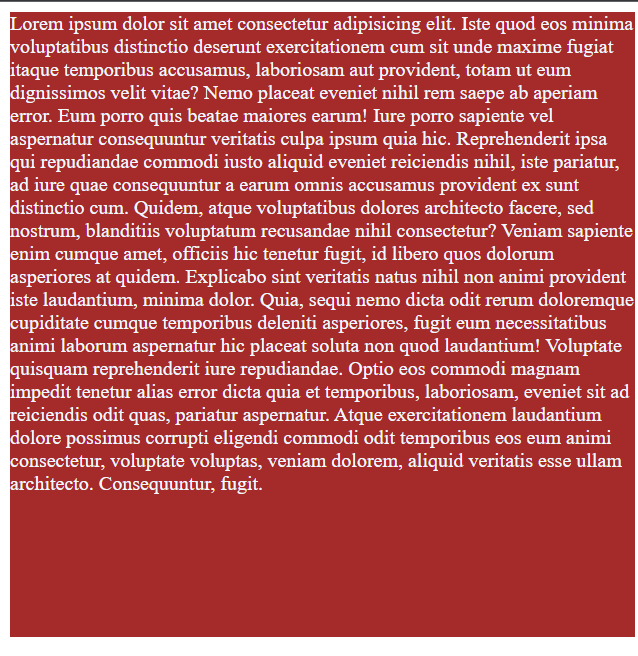 Lorem ipsum dolor sit amet consectetur adipisicing elit. Iste quod eos minima
voluptatibus distinctio deserunt exercitationem cum sit unde maxime fugiat
itaque temporibus accusamus, laboriosam aut provident, totam ut eum
dignissimos velit vitae? Nemo placeat eveniet nihil rem saepe ab aperiam
error. Eum porro quis beatae maiores earum! Iure porro sapiente vel
aspernatur consequuntur veritatis culpa ipsum quia hic. Reprehenderit ipsa
qui repudiandae commodi iusto aliquid eveniet reiciendis nihil, iste pariatur,
ad iure quae consequuntur a earum omnis accusamus provident ex sunt
distinctio cum. Quidem, atque voluptatibus dolores architecto facere, sed
nostrum, blanditiis voluptatum recusandae nihil consectetur? Veniam sapiente
enim cumque amet, officiis hic tenetur fugit, id libero quos dolorum
asperiores at quidem. Explicabo sint veritatis natus nihil non animi provident
iste laudantium, minima dolor. Quia, sequi nemo dicta odit rerum doloremque
cupiditate cumque temporibus deleniti asperiores, fugit eum necessitatibus
animi laborum aspernatur hic placeat soluta non quod laudantium! Voluptate
quisquam reprehenderit iure repudiandae. Optio eos commodi magnam
impedit tenetur alias error dicta quia et temporibus, laboriosam, eveniet sit ad
reiciendis odit quas, pariatur aspernatur. Atque exercitationem laudantium
dolore possimus corrupti eligendi commodi odit temporibus eos eum animi
consectetur, voluptate voluptas, veniam dolorem, aliquid veritatis esse ullam
architecto. Consequuntur, fugit.